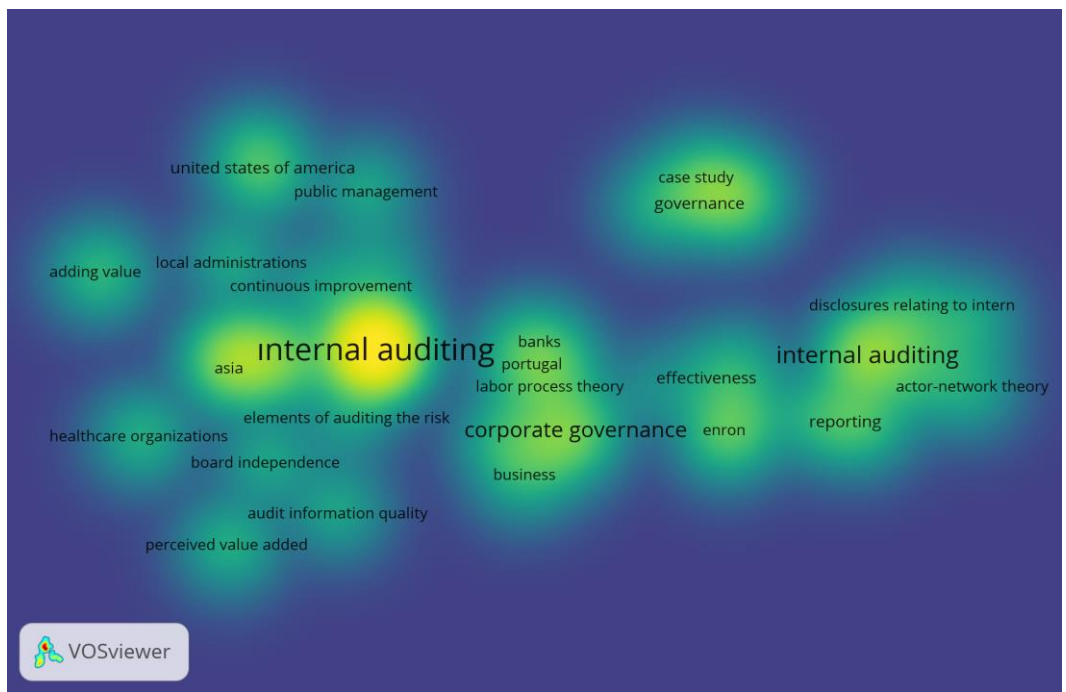 united states of america
public management
case study
governance
adding value
local administrations
continuous improvement
disclosures relating to intern
internal auditing
asia
banks
portugal
labor process theory
effectiveness
internal auditing
actor-network theory
elements of auditing the risk
healthcare organizations
board independence
corporate governance
enron
reporting
business
audit information quality
perceived value added
VOSviewer